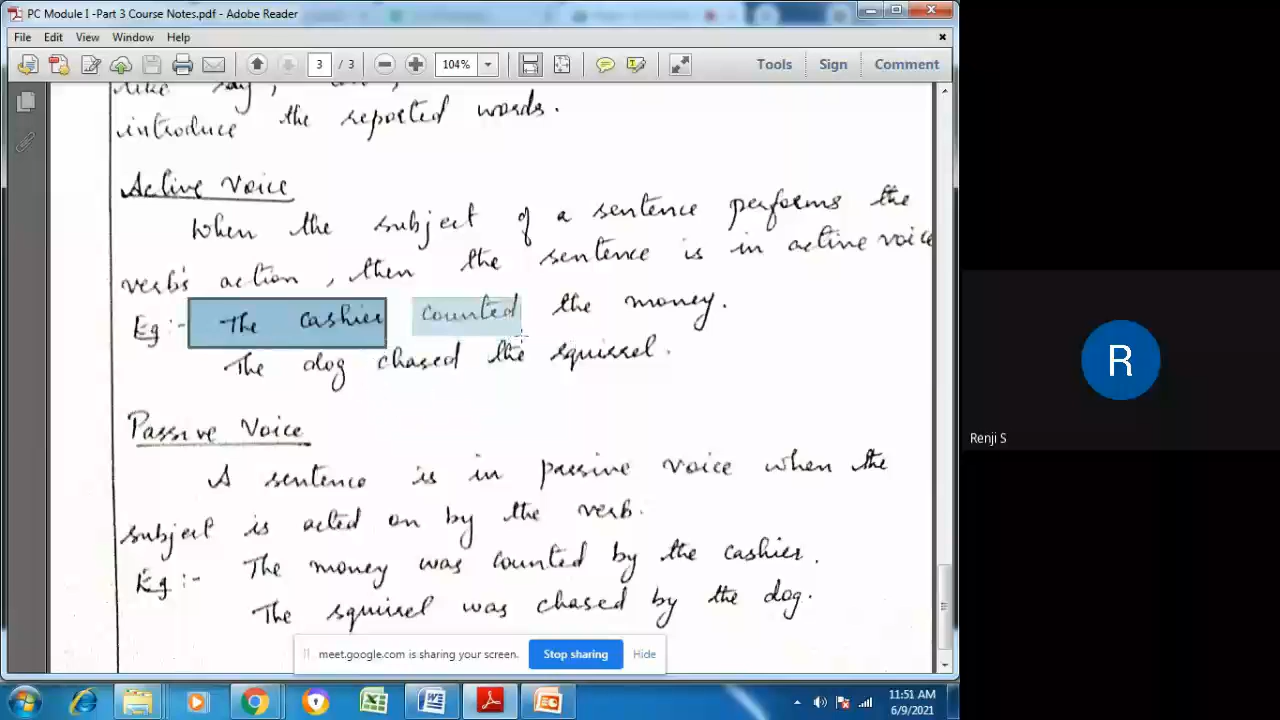 PC Module I -Part 3 Course Notes.pdf - Adobe Reader
File Edit View Window Help
3 / 3 104% Tools Sign Comment
like say,
introduce the reported words.
Active Voice
When the subject of a sentence performs the
verb's action, then the sentence is in active voice
Eg :- The cashier counted the money.
The dog chased the squirrel.
Passive Voice
A sentence is in passive voice when the
subject is acted on by the verb.
Eg :- The money was counted by the cashier.
The squirrel was chased by the dog.
meet.google.com is sharing your screen. Stop sharing Hide
R
Renji S
11:51 AM
6/9/2021